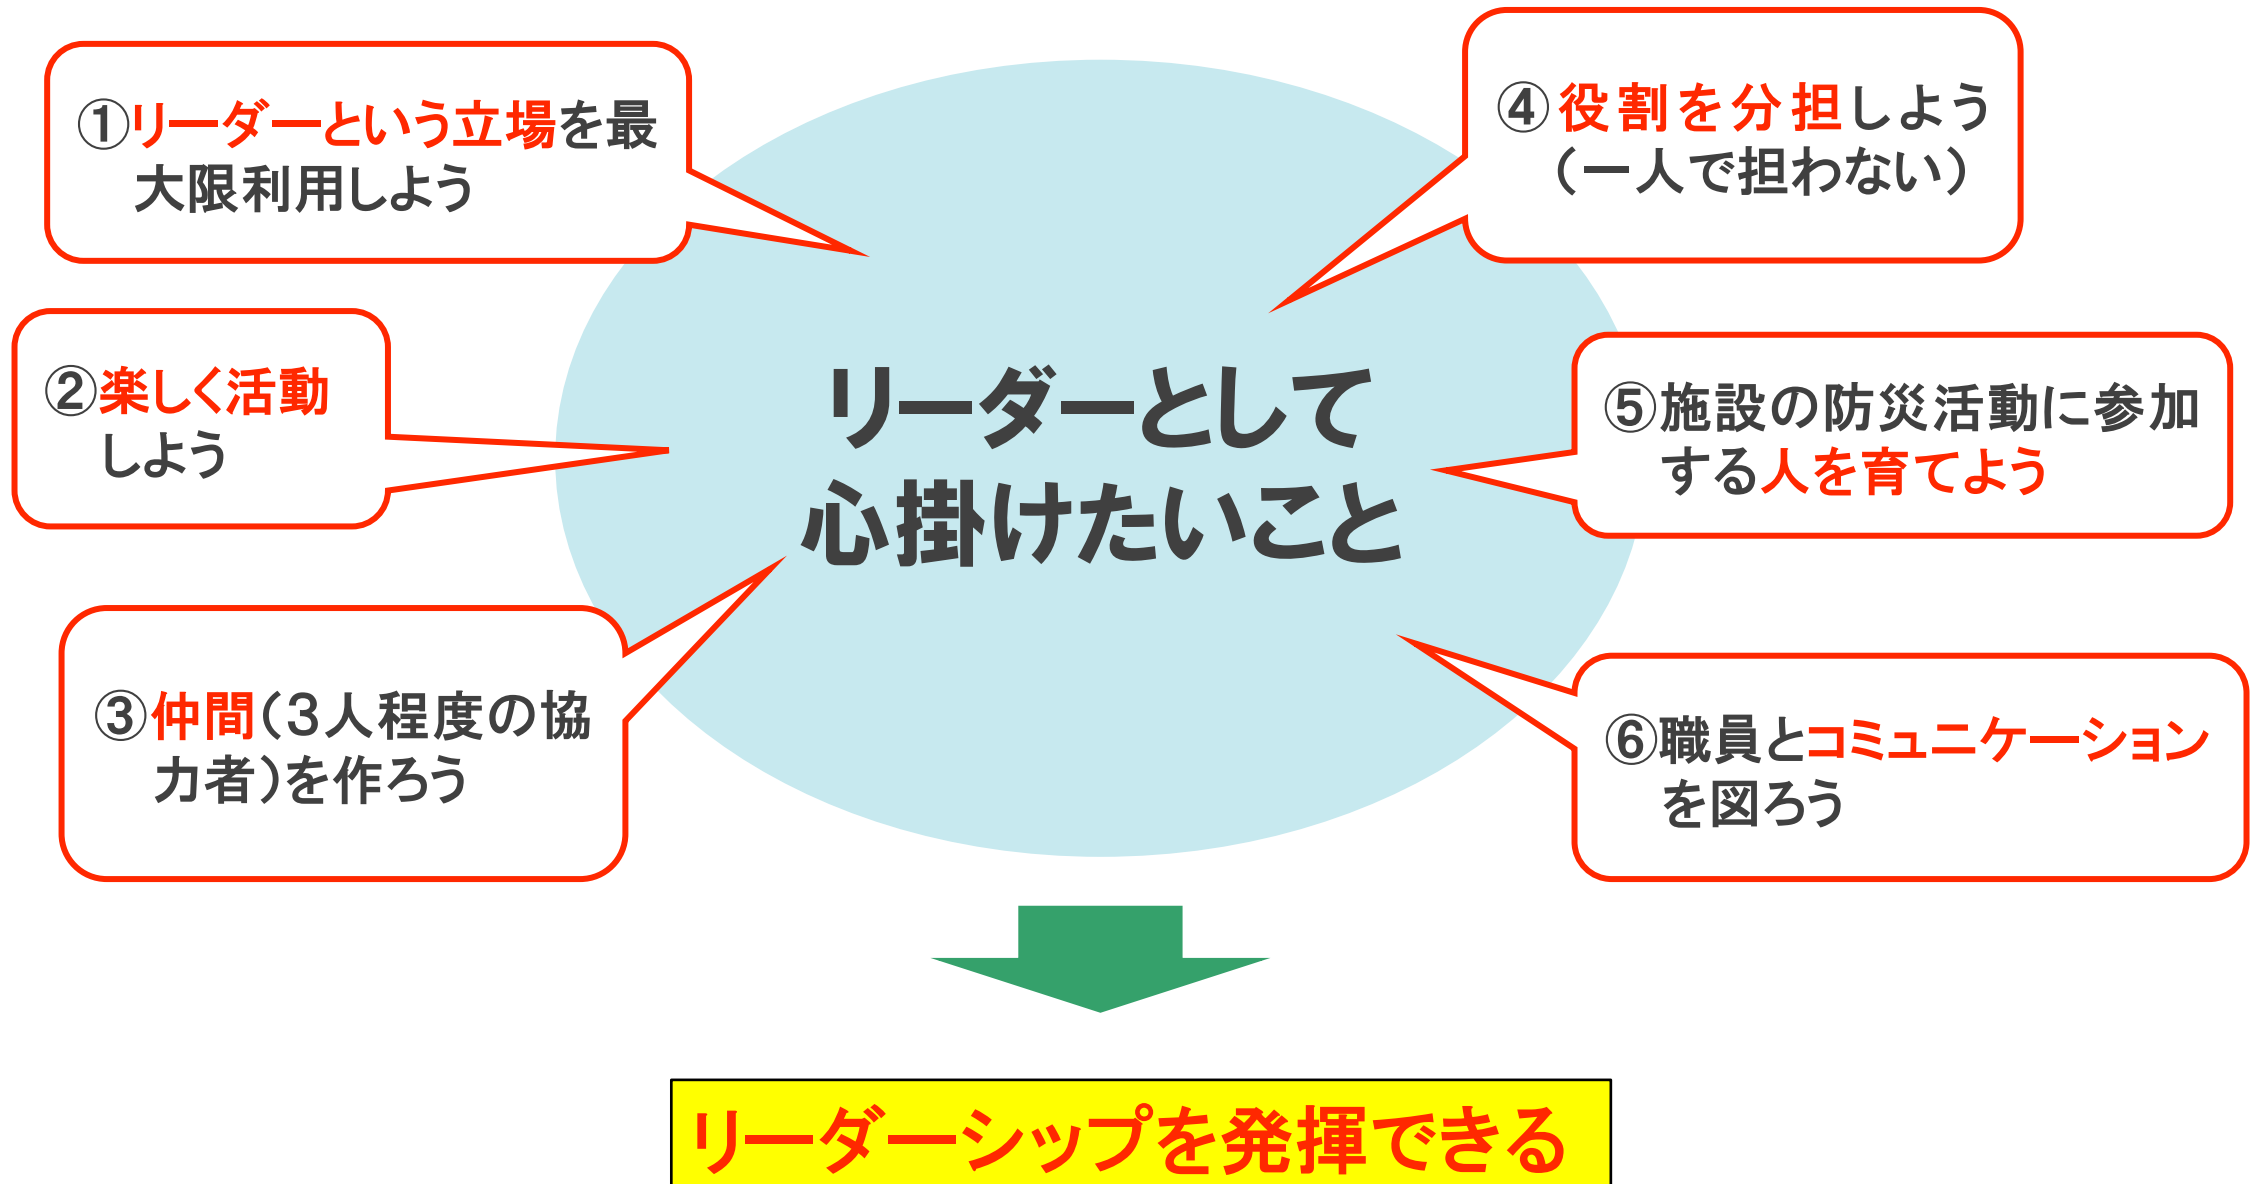 ①リーダーという立場を最
大限利用しよう
②楽しく活動
しよう
③仲間(3人程度の協
力者)を作ろう
④役割を分担しよう
(一人で担わない)
⑤施設の防災活動に参加
する人を育てよう
⑥職員とコミュニケーション
を図ろう
リーダーとして
心掛けたいこと
リーダーシップを発揮できる